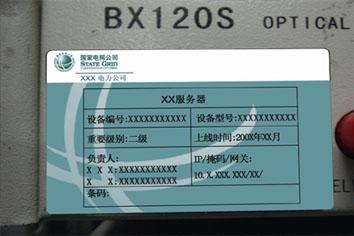 BX120S OPTICAL
国家电网公司
STATE GRID
XXX 电力公司
XX服务器
设备编号:XXXXXXXXXXX 设备型号:XXXXXXXXXXX
重要级别:二级 上线时间:200X年XX月
负责人: IP/掩码/网关:
X X X:XXXXXXXXXXX 10.X.XXX.XXX/XX/
X X:XXXXXXXXXXX
条码: